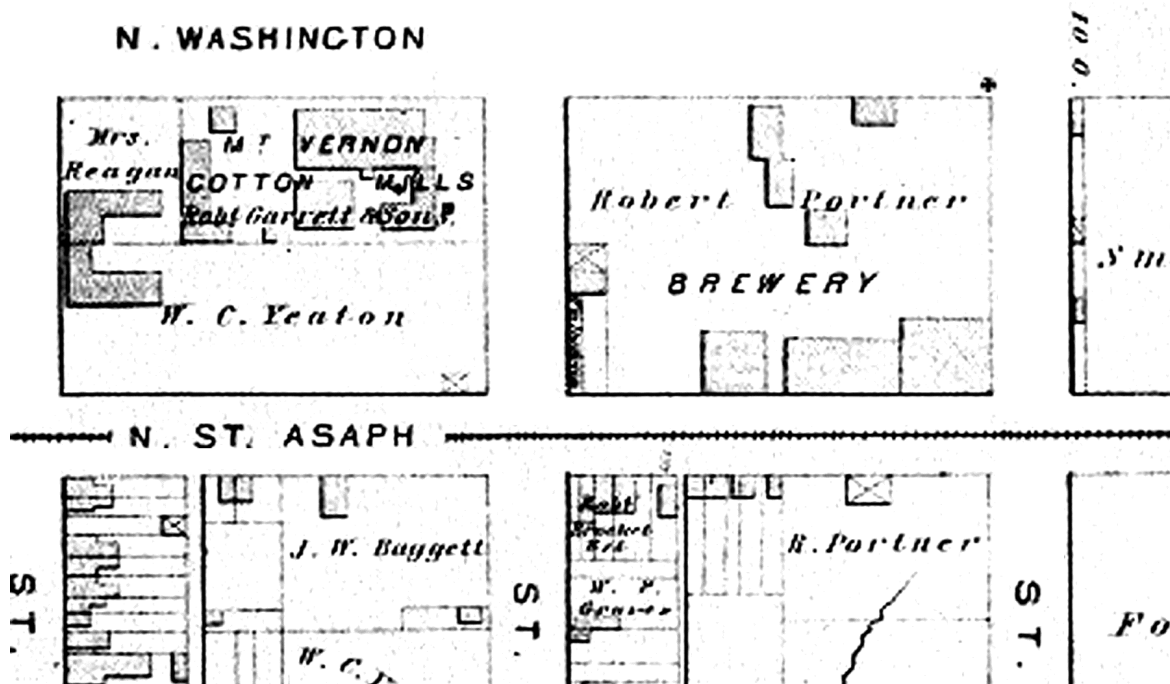 N. WASHINGTON
Mrs.
Reagan
MT VERNON
COTTON MILLS
Robt Garrett & Sons.
W. C. Yeaton
Robert Portner
BREWERY
N. ST. ASAPH
J. W. Baggett
W. C.
R. Portner
ST.
ST.
ST.